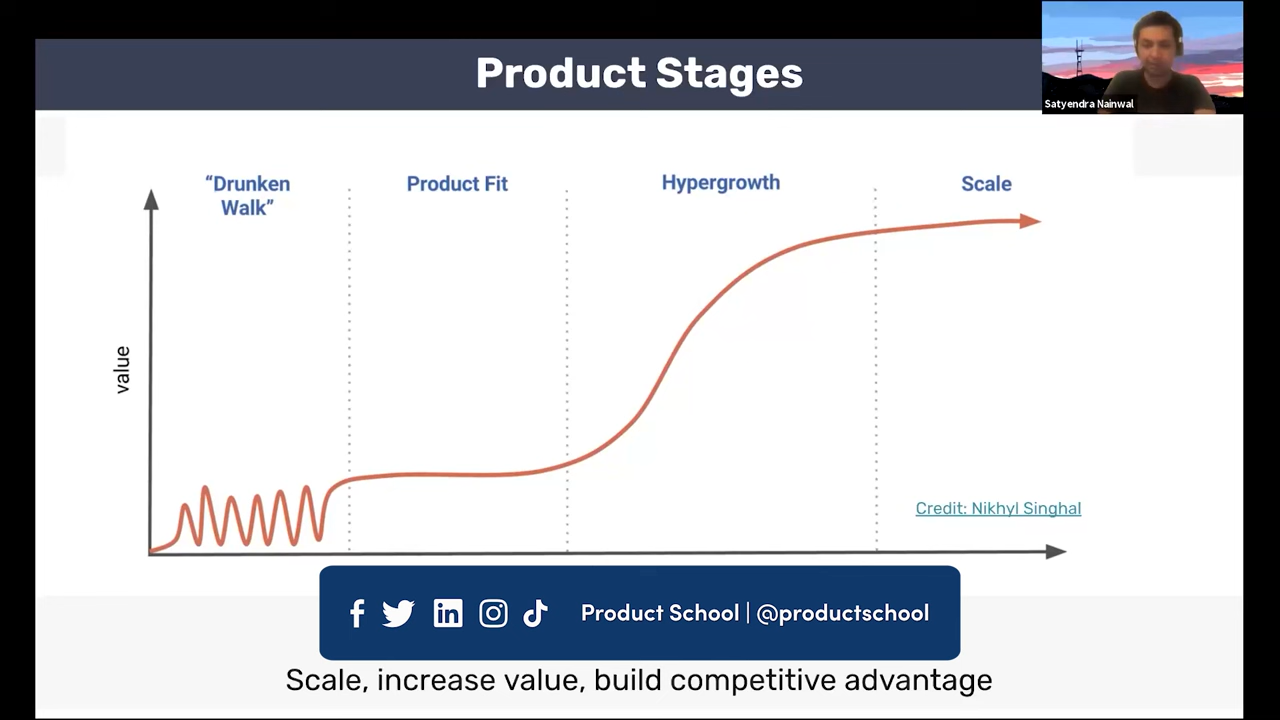 Product Stages
Satyendra Nainwal
“Drunken
Walk”
Product Fit
Hypergrowth
Scale
value
Credit: Nikhyl Singhal
Product School | @productschool
Scale, increase value, build competitive advantage